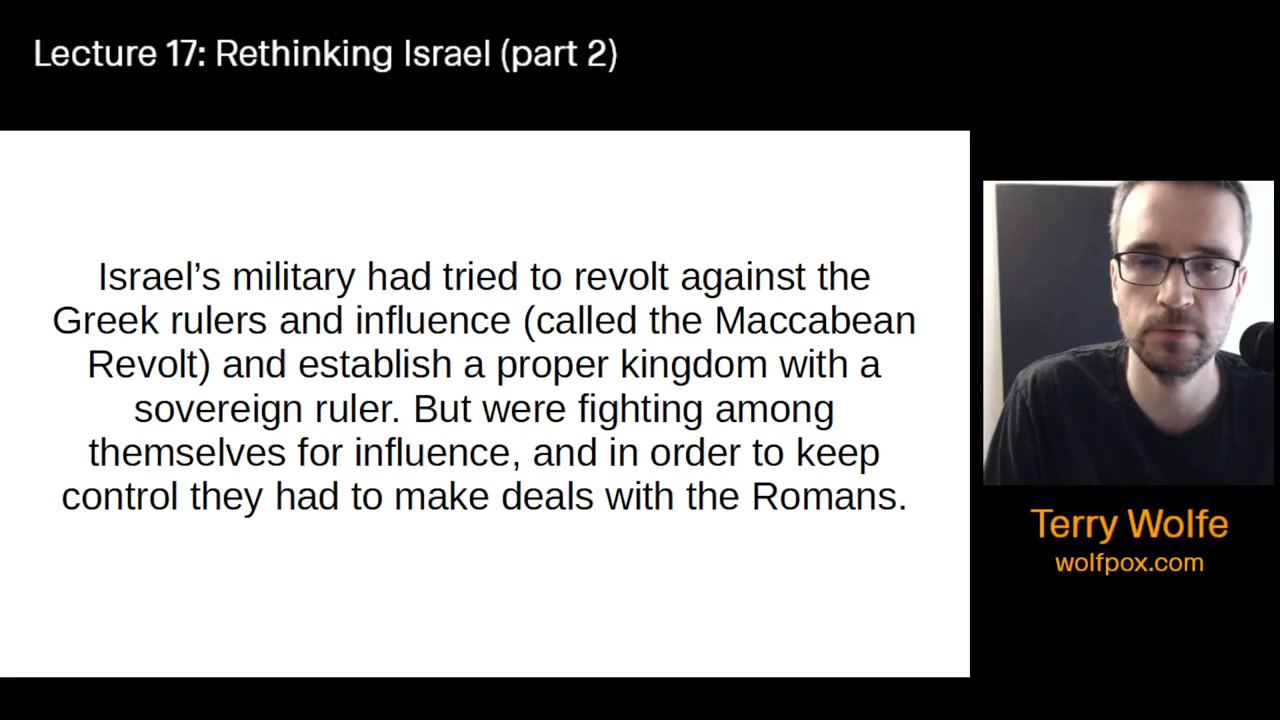 Lecture 17: Rethinking Israel (part 2)
Israel’s military had tried to revolt against the
Greek rulers and influence (called the Maccabean
Revolt) and establish a proper kingdom with a
sovereign ruler. But were fighting among
themselves for influence, and in order to keep
control they had to make deals with the Romans.
Terry Wolfe
wolfpox.com